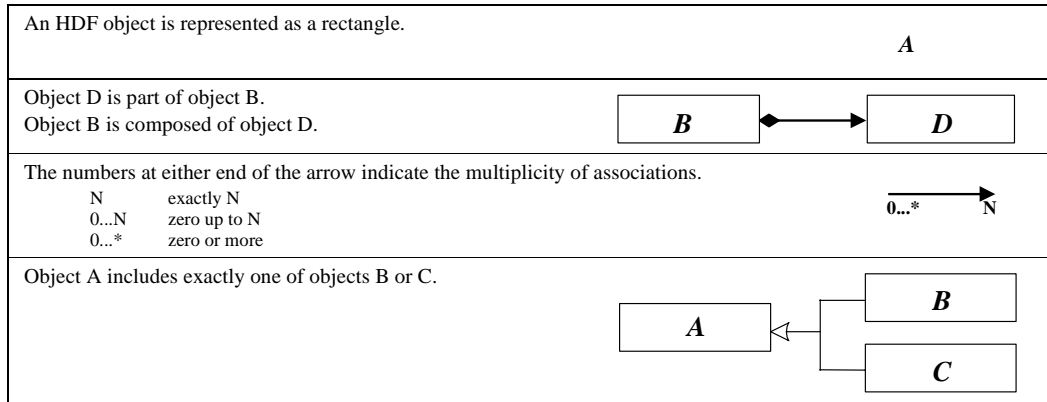 An HDF object is represented as a rectangle.
A
Object D is part of object B.
Object B is composed of object D.
B D
The numbers at either end of the arrow indicate the multiplicity of associations.
N exactly N
0...N zero up to N
0...* zero or more
0...* N
Object A includes exactly one of objects B or C.
B
A
C